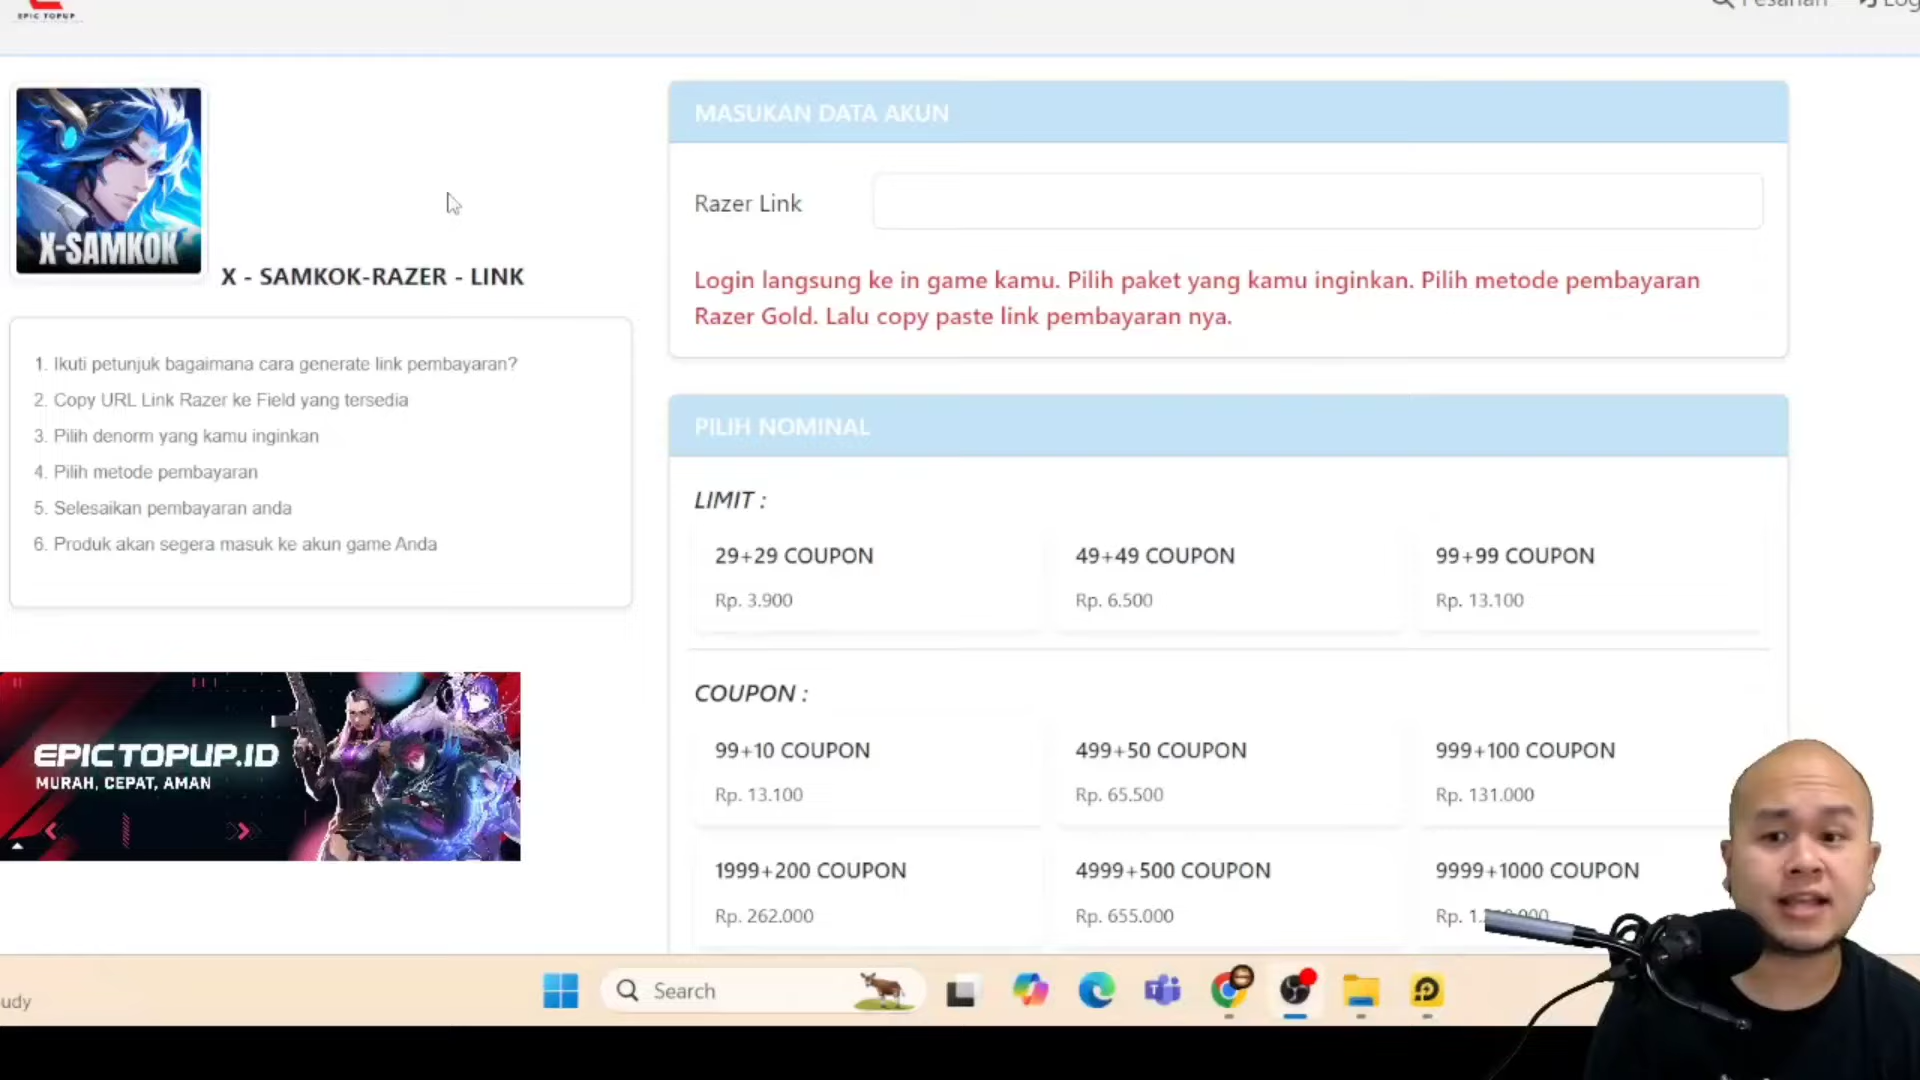 EPIC TOPUP
Pesanan
X-SAMKOK
X - SAMKOK-RAZER - LINK
1. Ikuti petunjuk bagaimana cara generate link pembayaran?
2. Copy URL Link Razer ke Field yang tersedia
3. Pilih denorm yang kamu inginkan
4. Pilih metode pembayaran
5. Selesaikan pembayaran anda
6. Produk akan segera masuk ke akun game Anda
EPICTOPUP.ID
MURAH, CEPAT, AMAN
MASUKAN DATA AKUN
Razer Link
Login langsung ke in game kamu. Pilih paket yang kamu inginkan. Pilih metode pembayaran
Razer Gold. Lalu copy paste link pembayaran nya.
PILIH NOMINAL
LIMIT :
29+29 COUPON
Rp. 3.900
49+49 COUPON
Rp. 6.500
99+99 COUPON
Rp. 13.100
COUPON :
99+10 COUPON
Rp. 13.100
499+50 COUPON
Rp. 65.500
999+100 COUPON
Rp. 131.000
1999+200 COUPON
Rp. 262.000
4999+500 COUPON
Rp. 655.000
9999+1000 COUPON
Rp.
Search